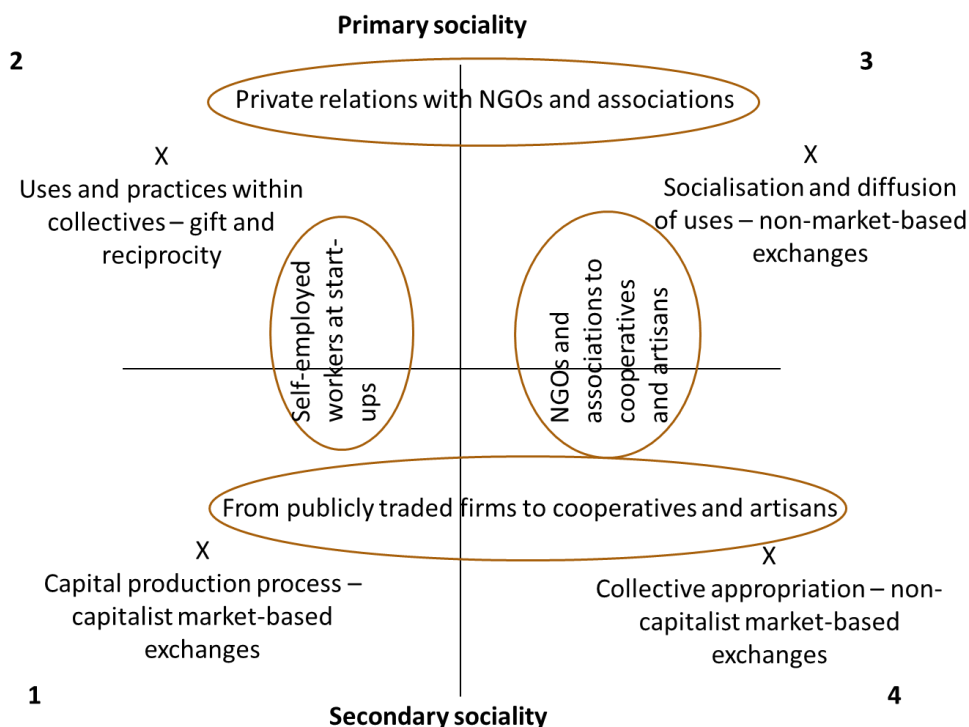 Primary sociality
2
3
Private relations with NGOs and associations
X
Uses and practices within
collectives – gift and
reciprocity
X
Socialisation and diffusion
of uses – non-market-based
exchanges
Self-employed
workers at start-
ups
NGOs and
associations to
cooperatives
and artisans
From publicly traded firms to cooperatives and artisans
X
Capital production process –
capitalist market-based
exchanges
X
Collective appropriation – non-
capitalist market-based
exchanges
1
4
Secondary sociality